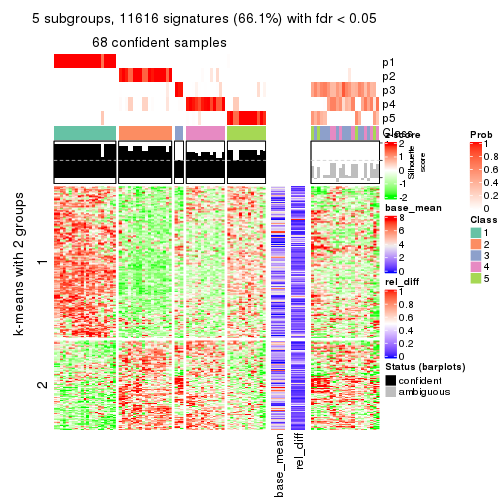 5 subgroups, 11616 signatures (66.1%) with fdr < 0.05
68 confident samples
p1
p2
p3
p4
p5
Class
k-means with 2 groups
1
2
z-score
2
1
0
-1
-2
Silhouette
score
base_mean
8
6
4
2
0
rel_diff
1
0.8
0.6
0.4
0.2
0
Status (barplots)
confident
ambiguous
Prob
1
0.8
0.6
0.4
0.2
0
Class
1
2
3
4
5
base_mean
rel_diff